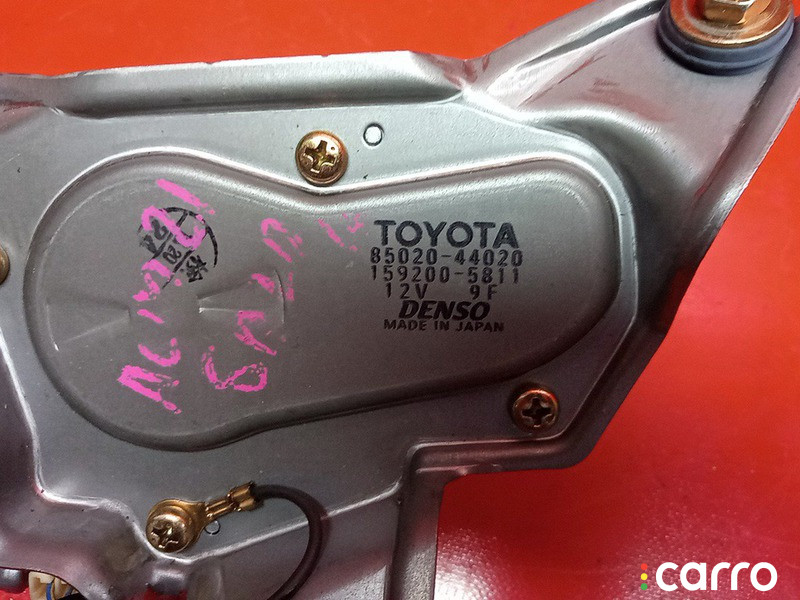 TOYOTA
85020-44020
159200-5811
12V 9F
DENSO
MADE IN JAPAN
carro